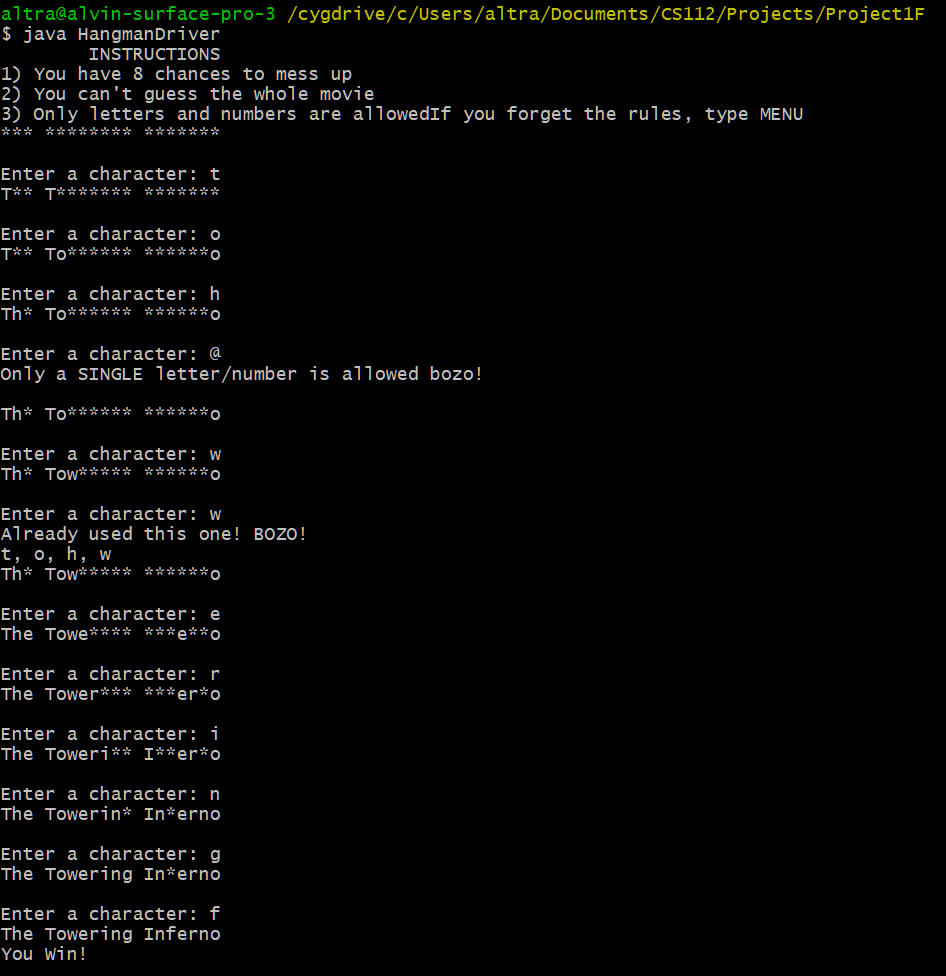 altra@alvin-surface-pro-3 /cygdrive/c/Users/altra/Documents/CS112/Projects/Project1F
$ java HangmanDriver
INSTRUCTIONS
1) You have 8 chances to mess up
2) You can't guess the whole movie
3) Only letters and numbers are allowedIf you forget the rules, type MENU
*** ******** *******
Enter a character: t
T** T******* *******
Enter a character: o
T** To****** ******o
Enter a character: h
Th* To****** ******o
Enter a character: @
Only a SINGLE letter/number is allowed bozo!
Th* To****** ******o
Enter a character: w
Th* Tow***** ******o
Enter a character: w
Already used this one! BOZO!
t, o, h, w
Th* Tow***** ******o
Enter a character: e
The Towe**** ***e**o
Enter a character: r
The Tower*** ***er*o
Enter a character: i
The Toweri** I**er*o
Enter a character: n
The Towerin* In*erno
Enter a character: g
The Towering In*erno
Enter a character: f
The Towering Inferno
You Win!